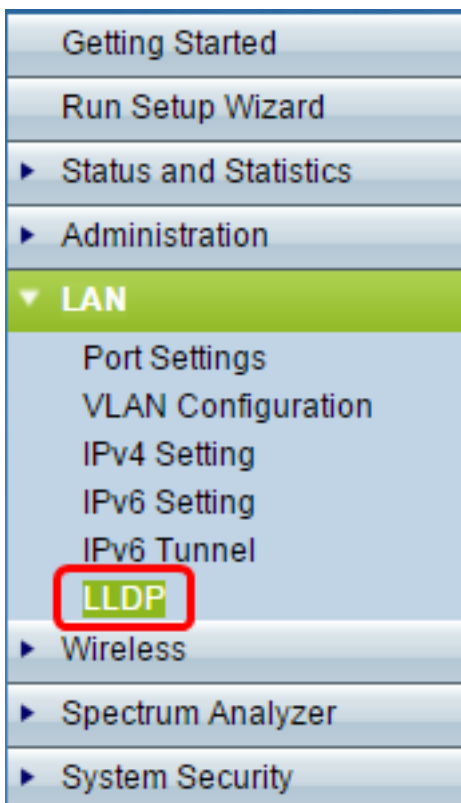 Getting Started
Run Setup Wizard
Status and Statistics
Administration
LAN
Port Settings
VLAN Configuration
IPv4 Setting
IPv6 Setting
IPv6 Tunnel
LLDP
Wireless
Spectrum Analyzer
System Security